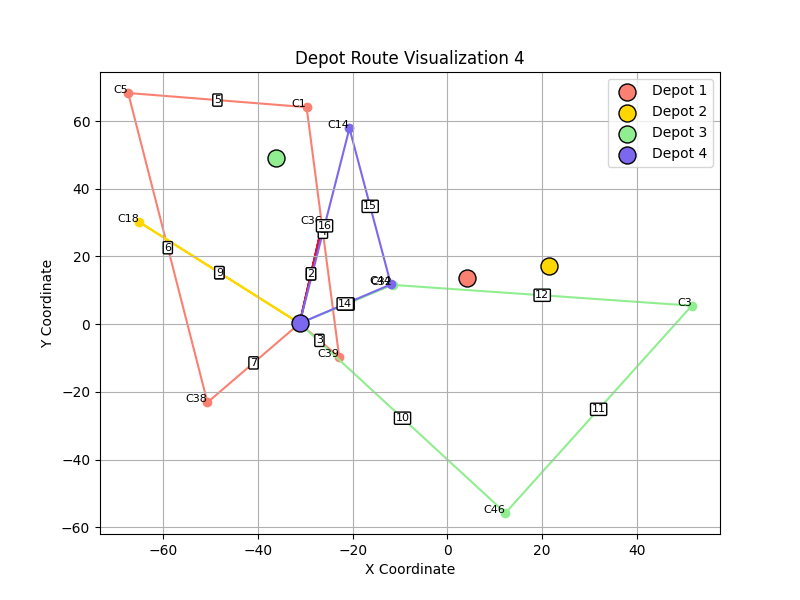 Depot Route Visualization 4
Depot 1
Depot 2
Depot 3
Depot 4
Y Coordinate
60
40
20
0
−20
−40
−60
C5
5
C1
C14
C18
6
9
C36
16
2
15
14
12
C3
3
C39
7
C38
10
11
C46
−60
−40
−20
0
20
40
X Coordinate